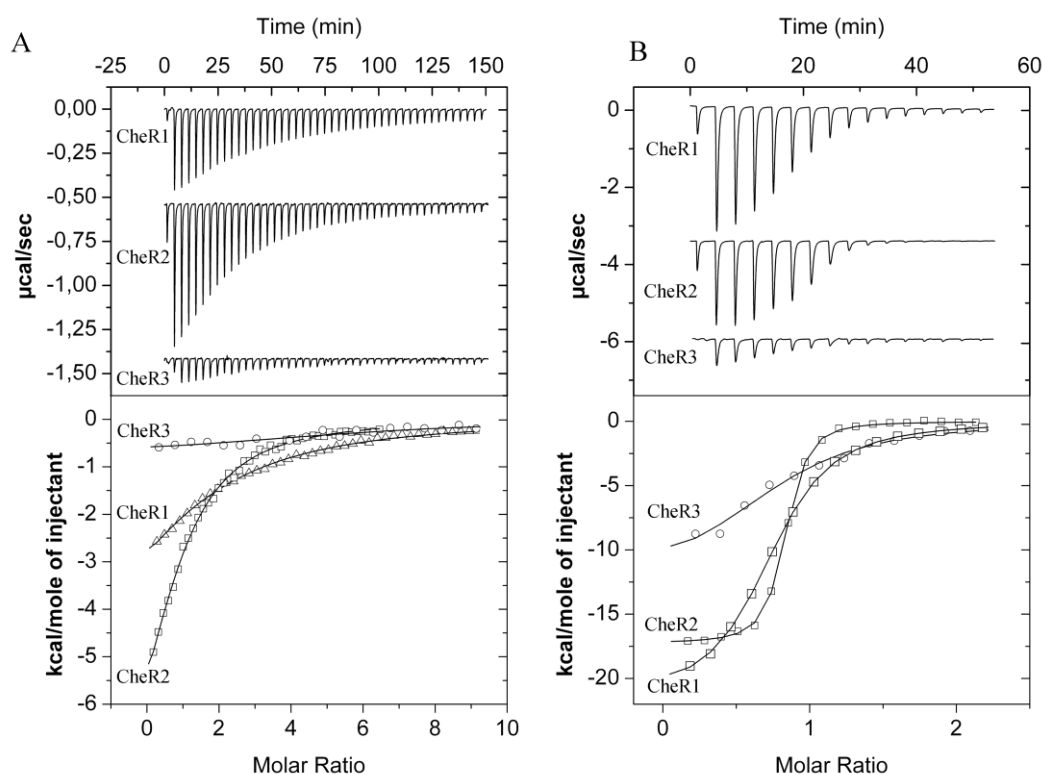 A
Time (min)
-25 0 25 50 75 100 125 150
0,00
-0,25
-0,50
-0,75
-1,00
-1,25
-1,50
µcal/sec
CheR1
CheR2
CheR3
0
-1
-2
-3
-4
-5
-6
kcal/mole of injectant
CheR3
CheR1
CheR2
0 2 4 6 8 10
Molar Ratio
B
Time (min)
0 20 40 60
0
-2
-4
-6
µcal/sec
CheR1
CheR2
CheR3
0
-5
-10
-15
-20
kcal/mole of injectant
CheR3
CheR2
CheR1
0 1 2
Molar Ratio